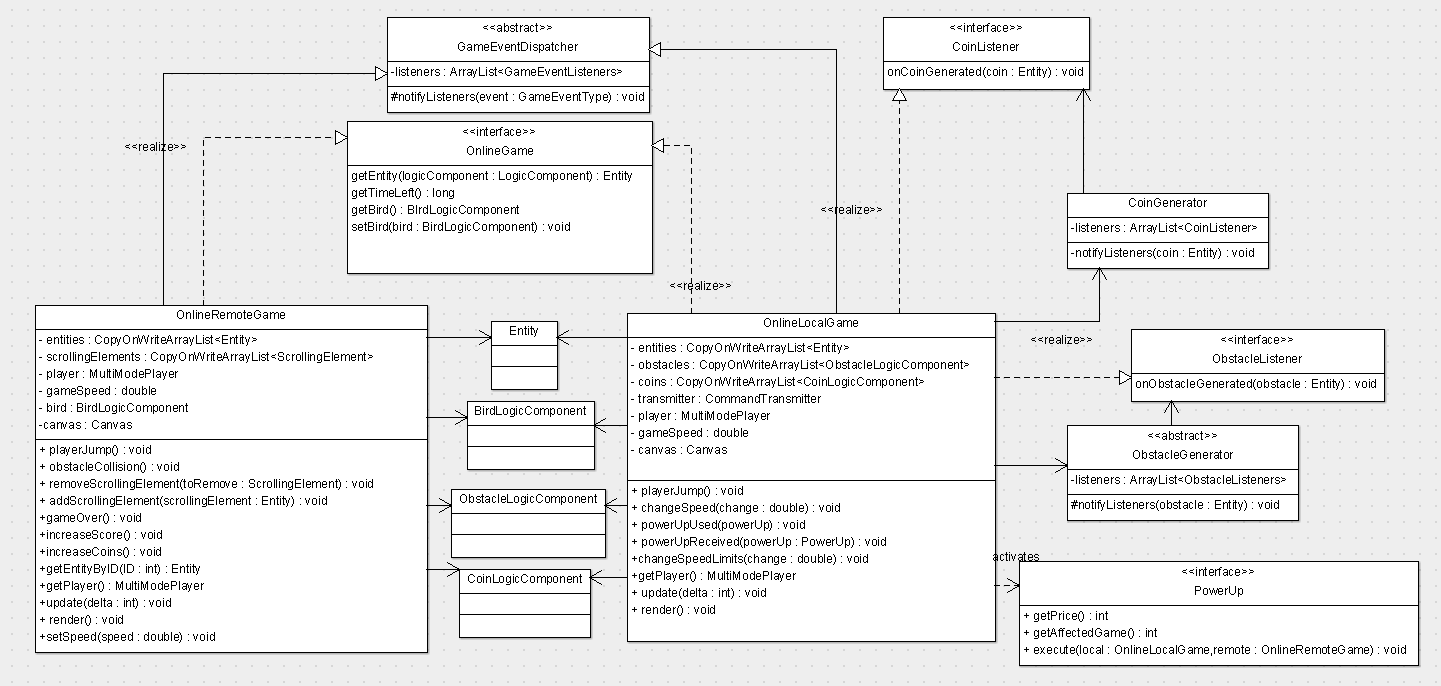 <<abstract>>
GameEventDispatcher
-listeners : ArrayList<GameEventListeners>
#notifyListeners(event : GameEventType) : void
<<interface>>
CoinListener
onCoinGenerated(coin : Entity) : void
<<realize>>
<<interface>>
OnlineGame
getEntity(logicComponent : LogicComponent) : Entity
getTimeLeft() : long
getBird() : BIrdLogicComponent
setBird(bird : BirdLogicComponent) : void
<<realize>>
CoinGenerator
-listeners : ArrayList<CoinListener>
-notifyListeners(coin : Entity) : void
<<realize>>
OnlineRemoteGame
- entities : CopyOnWriteArrayList<Entity>
- scrollingElements : CopyOnWriteArrayList<ScrollingElement>
- player : MultiModePlayer
- gameSpeed : double
- bird : BirdLogicComponent
-canvas : Canvas
+ playerJump() : void
+ obstacleCollision() : void
+ removeScrollingElement(toRemove : ScrollingElement) : void
+ addScrollingElement(scrollingElement : Entity) : void
+gameOver() : void
+increaseScore() : void
+increaseCoins() : void
+getEntityByID(ID : int) : Entity
+getPlayer() : MultiModePlayer
+update(delta : int) : void
+ render() : void
+setSpeed(speed : double) : void
Entity
BirdLogicComponent
ObstacleLogicComponent
CoinLogicComponent
OnlineLocalGame
- entities : CopyOnWriteArrayList<Entity>
- obstacles : CopyOnWriteArrayList<ObstacleLogicComponent>
- coins : CopyOnWriteArrayList<CoinLogicComponent>
- transmitter : CommandTransmitter
- player : MultiModePlayer
- gameSpeed : double
- canvas : Canvas
+ playerJump() : void
+ changeSpeed(change : double) : void
+ powerUpUsed(powerUp) : void
+ powerUpReceived(powerUp : PowerUp) : void
+changeSpeedLimits(change : double) : void
+getPlayer() : MultiModePlayer
+ update(delta : int) : void
+ render() : void
<<realize>>
<<interface>>
ObstacleListener
onObstacleGenerated(obstacle : Entity) : void
<<abstract>>
ObstacleGenerator
-listeners : ArrayList<ObstacleListeners>
#notifyListeners(obstacle : Entity) : void
activates
<<interface>>
PowerUp
+ getPrice() : int
+ getAffectedGame() : int
+ execute(local : OnlineLocalGame,remote : OnlineRemoteGame) : void